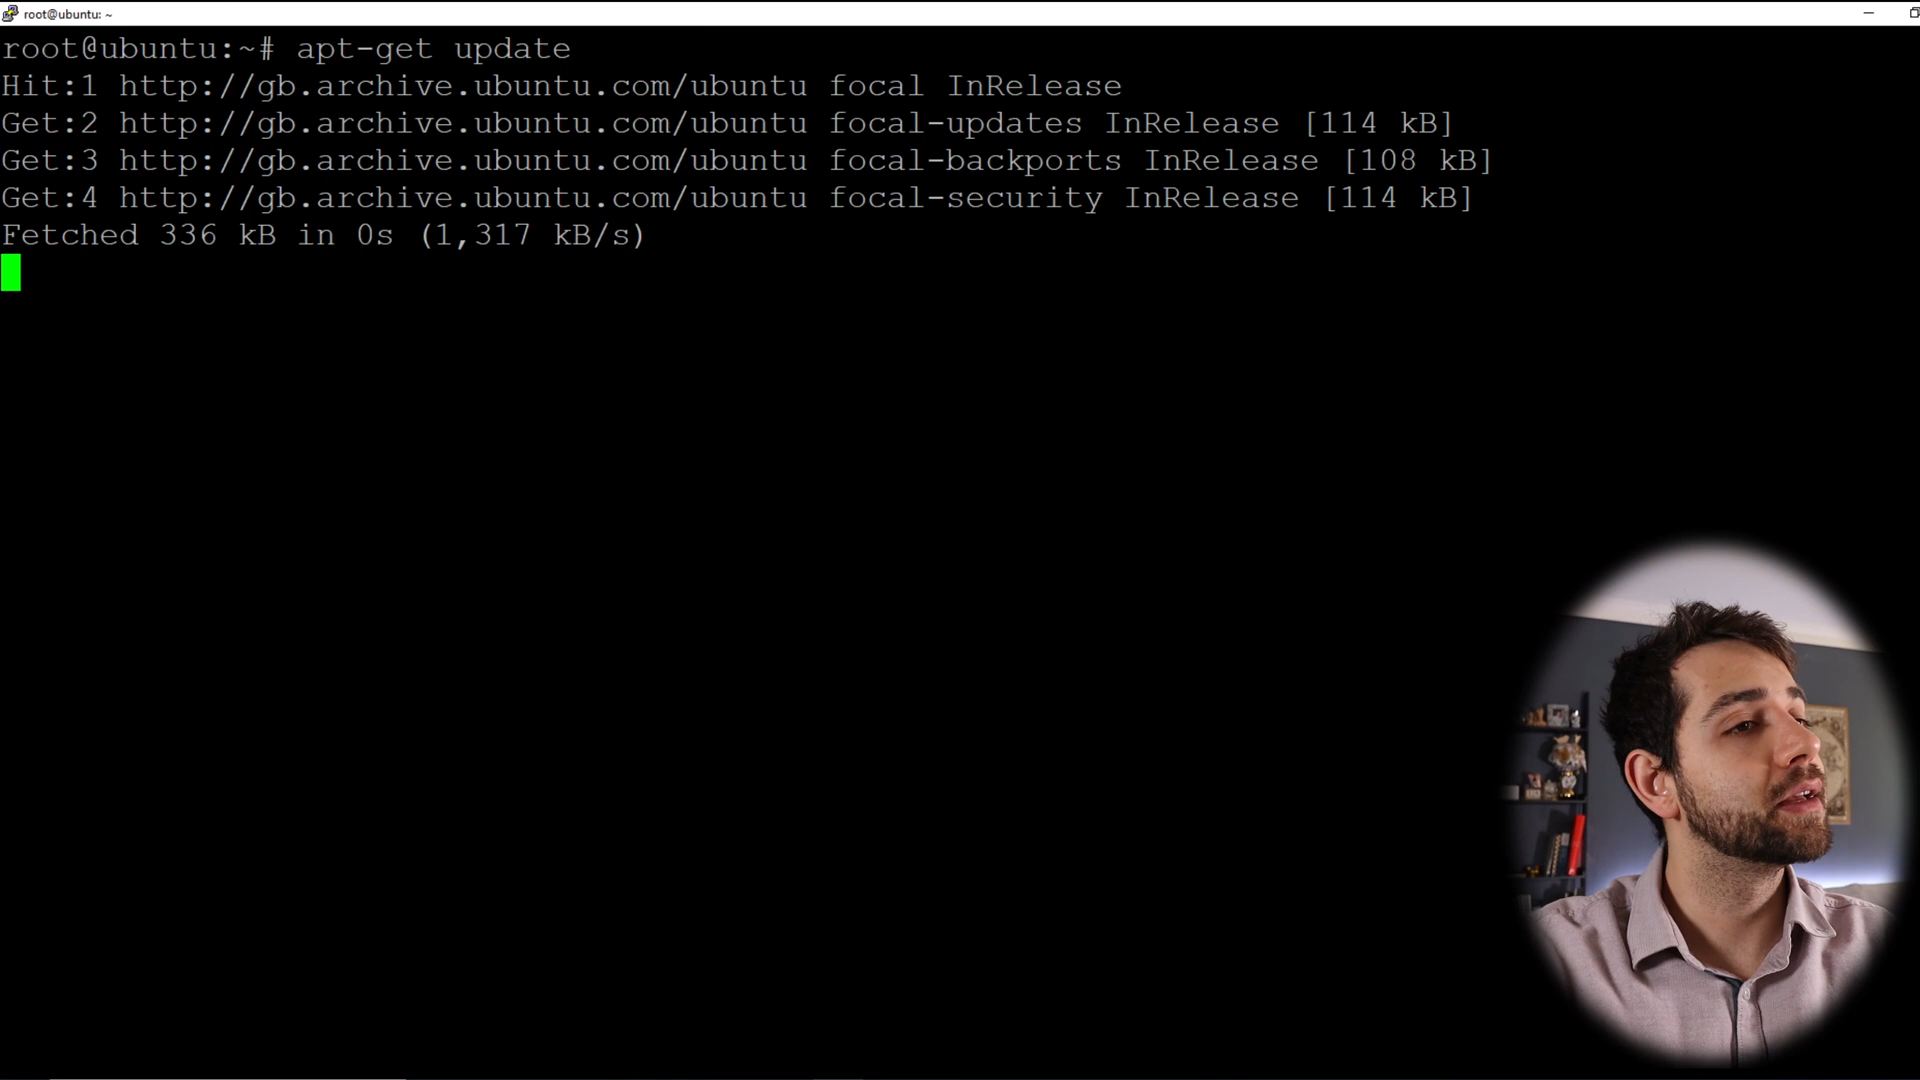 root@ubuntu: ~
root@ubuntu:~# apt-get update
Hit:1 http://gb.archive.ubuntu.com/ubuntu focal InRelease
Get:2 http://gb.archive.ubuntu.com/ubuntu focal-updates InRelease [114 kB]
Get:3 http://gb.archive.ubuntu.com/ubuntu focal-backports InRelease [108 kB]
Get:4 http://gb.archive.ubuntu.com/ubuntu focal-security InRelease [114 kB]
Fetched 336 kB in 0s (1,317 kB/s)